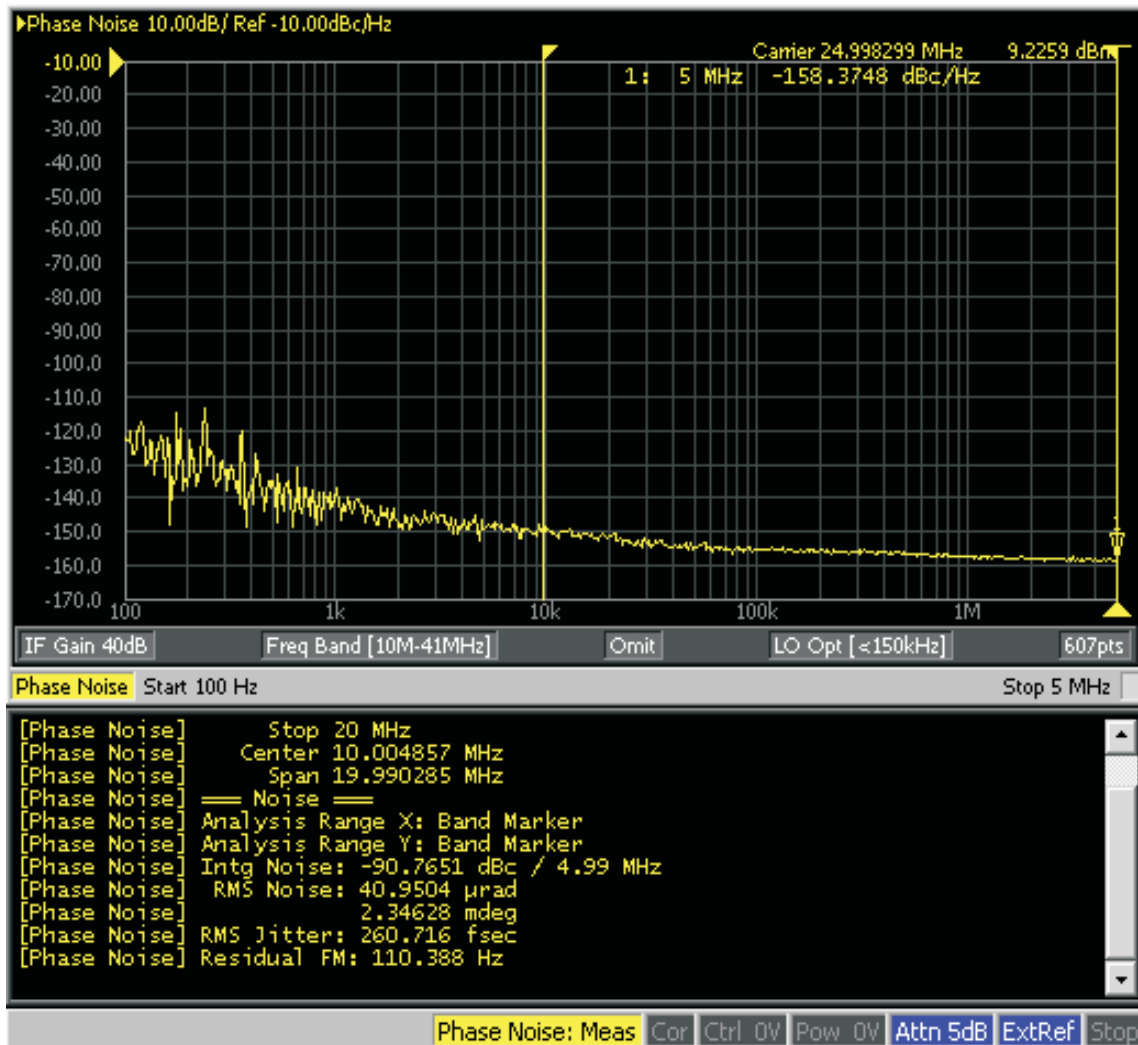 ▶Phase Noise 10.00dB/ Ref -10.00dBc/Hz
Carrier 24.998299 MHz 9.2259 dBm
1: 5 MHz -158.3748 dBc/Hz
-10.00
-20.00
-30.00
-40.00
-50.00
-60.00
-70.00
-80.00
-90.00
-100.0
-110.0
-120.0
-130.0
-140.0
-150.0
-160.0
-170.0
100 1k 10k 100k 1M
IF Gain 40dB Freq Band [10M-41MHz] Omit LO Opt [<150kHz] 607pts
Phase Noise Start 100 Hz Stop 5 MHz
[Phase Noise] Stop 20 MHz
[Phase Noise] Center 10.004857 MHz
[Phase Noise] Span 19.990285 MHz
[Phase Noise] === Noise ===
[Phase Noise] Analysis Range X: Band Marker
[Phase Noise] Analysis Range Y: Band Marker
[Phase Noise] Intg Noise: -90.7651 dBc / 4.99 MHz
[Phase Noise] RMS Noise: 40.9504 µrad
[Phase Noise] 2.34628 mdeg
[Phase Noise] RMS Jitter: 260.716 fsec
[Phase Noise] Residual FM: 110.388 Hz
Phase Noise: Meas Cor Ctrl 0V Pow 0V Attn 5dB ExtRef Stop